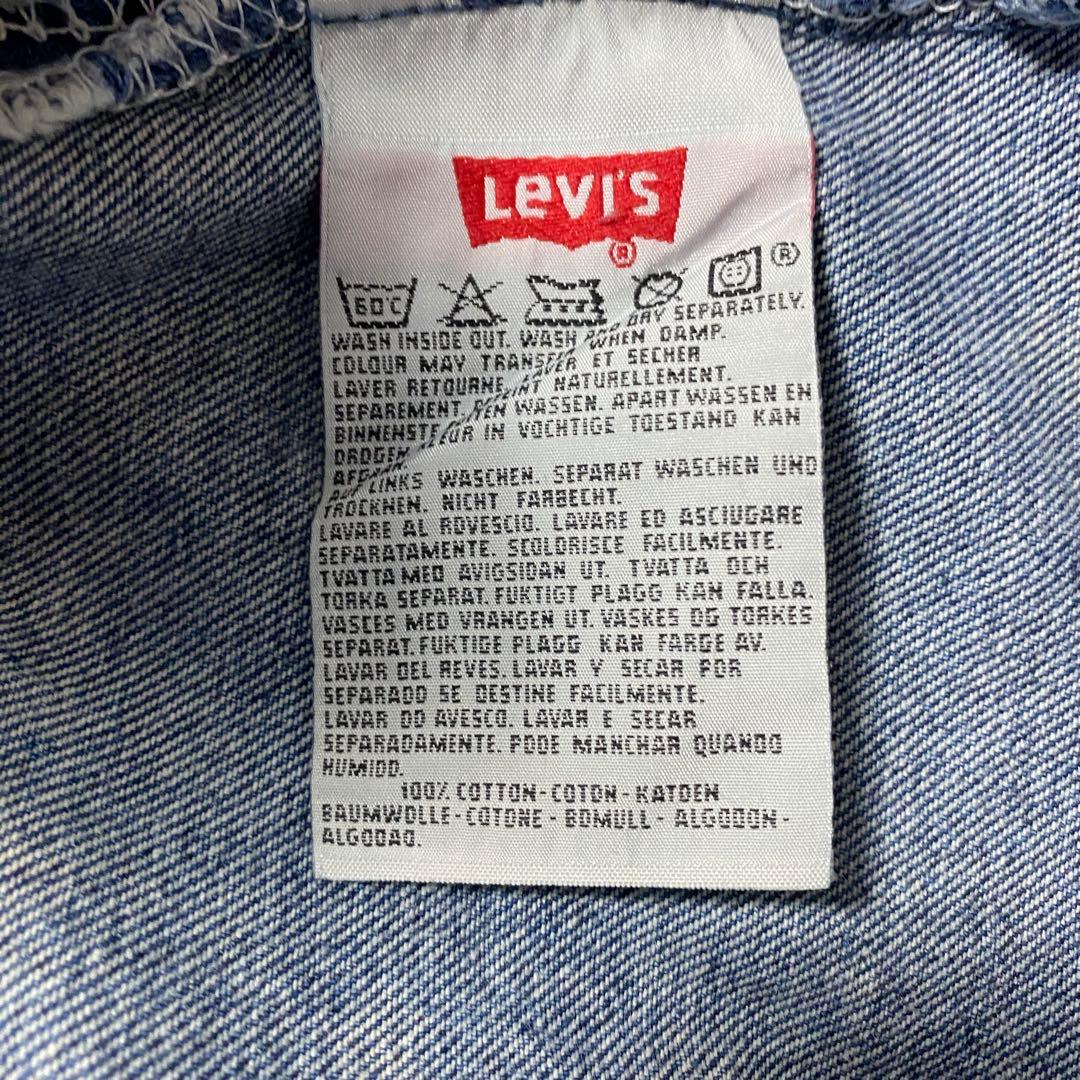 Levi's
®
60°C
®
WASH INSIDE OUT. WASH AND DRY SEPARATELY.
COLOUR MAY TRANSFER WHEN DAMP.
LAVER RETOURNE, ET SECHER
SEPAREMENT. NATURELLEMENT.
BINNENSTE WASSEN. APART WASSEN EN
DROGEN. KLEUR IN VOCHTIGE TOESTAND KAN
LINKS WASCHEN. SEPARAT WASCHEN UND
TROCKNEN. NICHT FARBECHT.
LAVARE AL ROVESCIO. LAVARE ED ASCIUGARE
SEPARATAMENTE. SCOLORISCE FACILMENTE.
TVATTA MED AVIGSIDAN UT. TVATTA OCH
TORKA SEPARAT. FUKTIGT PLAGG KAN FALLA.
VASCES MED VRANGEN UT. VASKES OG TORKES
SEPARAT. FUKTIGE PLAGG KAN FARGE AV.
LAVAR DEL REVES. LAVAR Y SECAR POR
SEPARADO SE DESTINE FACILMENTE.
LAVAR DO AVESCO. LAVAR E SECAR
SEPARADAMENTE. PODE MANCHAR QUANDO
HUMIDO.
100% COTTON-COTON-KATOEN
BAUMWOLLE-COTONE-BOMULL-ALGODON-
ALGODAO.